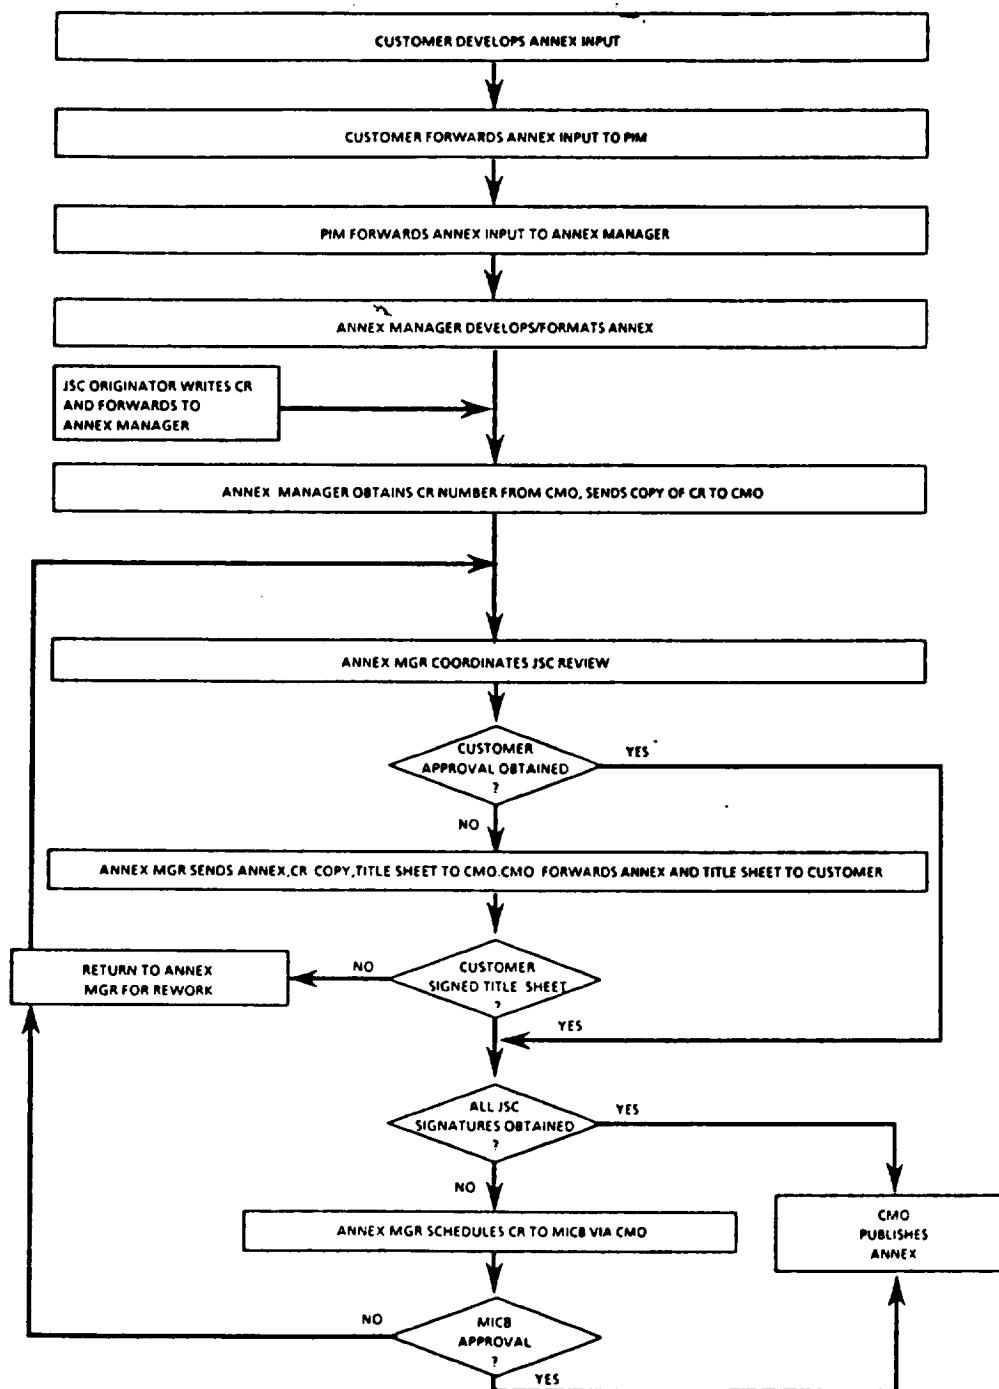 CUSTOMER DEVELOPS ANNEX INPUT
CUSTOMER FORWARDS ANNEX INPUT TO PIM
PIM FORWARDS ANNEX INPUT TO ANNEX MANAGER
ANNEX MANAGER DEVELOPS/FORMATS ANNEX
JSC ORIGINATOR WRITES CR
AND FORWARDS TO
ANNEX MANAGER
ANNEX MANAGER OBTAINS CR NUMBER FROM CMO, SENDS COPY OF CR TO CMO
ANNEX MGR COORDINATES JSC REVIEW
CUSTOMER
APPROVAL OBTAINED
?
YES
NO
ANNEX MGR SENDS ANNEX,CR COPY,TITLE SHEET TO CMO.CMO FORWARDS ANNEX AND TITLE SHEET TO CUSTOMER
RETURN TO ANNEX
MGR FOR REWORK
NO
CUSTOMER
SIGNED TITLE SHEET
?
YES
ALL JSC
SIGNATURES OBTAINED
?
YES
NO
ANNEX MGR SCHEDULES CR TO MICB VIA CMO
CMO
PUBLISHES
ANNEX
NO
MICB
APPROVAL
?
YES